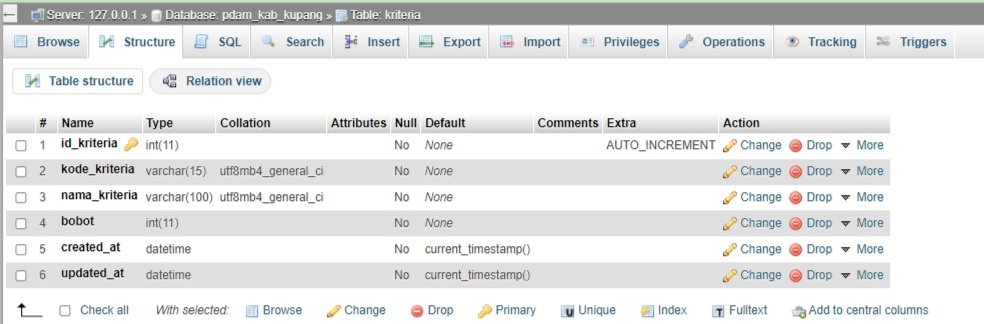 Server: 127.0.0.1 » Database: pdam_kab_kupang » Table: kriteria
Browse Structure SQL Search Insert Export Import Privileges Operations Tracking Triggers
Table structure Relation view
# Name Type Collation Attributes Null Default Comments Extra Action
1 id_kriteria int(11) No None AUTO_INCREMENT Change Drop More
2 kode_kriteria varchar(15) utf8mb4_general_ci No None Change Drop More
3 nama_kriteria varchar(100) utf8mb4_general_ci No None Change Drop More
4 bobot int(11) No None Change Drop More
5 created_at datetime No current_timestamp() Change Drop More
6 updated_at datetime No current_timestamp() Change Drop More
Check all With selected: Browse Change Drop Primary Unique Index Fulltext Add to central columns